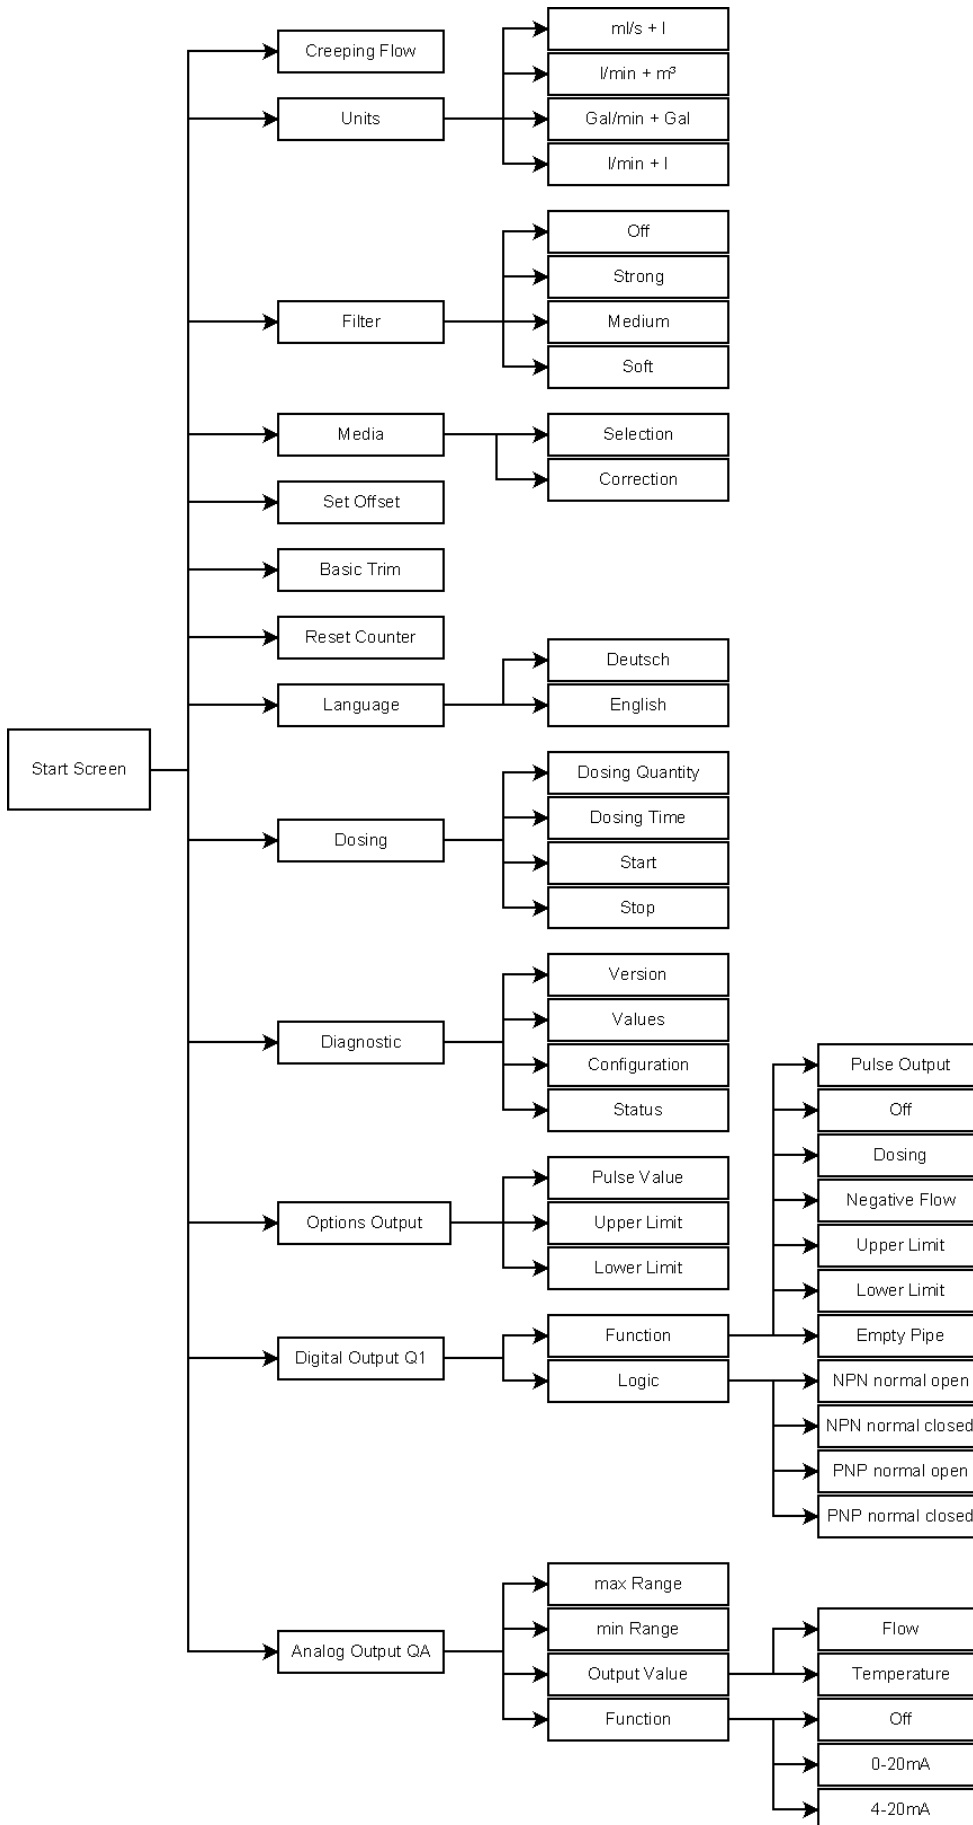 Start Screen
Creeping Flow
Units
ml/s + l
l/min + m³
Gal/min + Gal
l/min + l
Filter
Off
Strong
Medium
Soft
Media
Selection
Correction
Set Offset
Basic Trim
Reset Counter
Language
Deutsch
English
Dosing
Dosing Quantity
Dosing Time
Start
Stop
Diagnostic
Version
Values
Configuration
Status
Options Output
Pulse Value
Upper Limit
Lower Limit
Digital Output Q1
Function
Pulse Output
Off
Dosing
Negative Flow
Upper Limit
Lower Limit
Empty Pipe
Logic
NPN normal open
NPN normal closed
PNP normal open
PNP normal closed
Analog Output QA
max Range
min Range
Output Value
Flow
Temperature
Function
Off
0-20mA
4-20mA